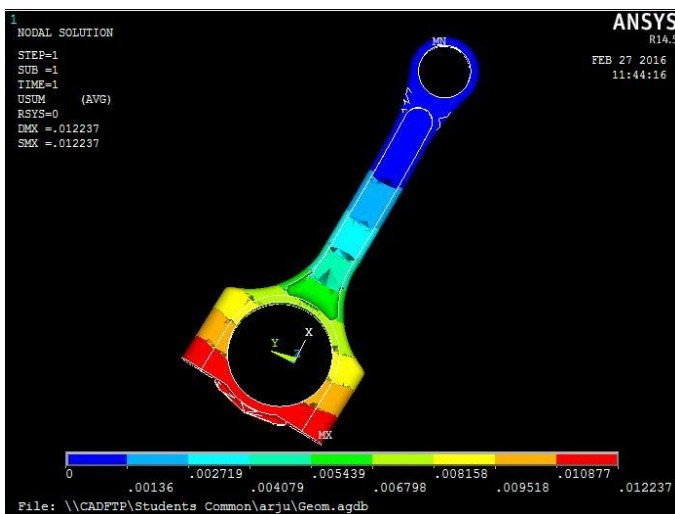 1
NODAL SOLUTION
STEP=1
SUB =1
TIME=1
USUM (AVG)
RSYS=0
DMX =.012237
SMX =.012237
ANSYS
R14.5
FEB 27 2016
11:44:16
MN
X
Y
MX
0 .002719 .005439 .008158 .010877
.00136 .004079 .006798 .009518 .012237
File: \\CADFTP\Students Common\arju\Geom.agdb